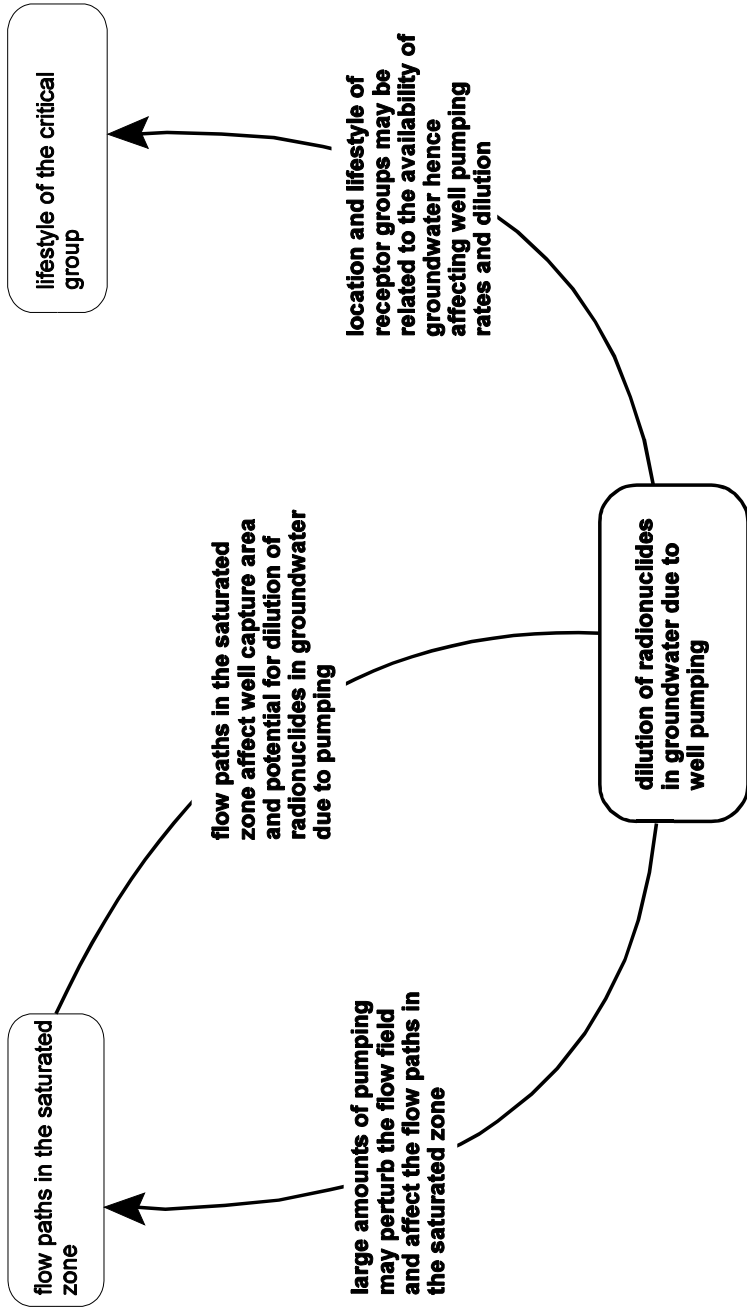 flow paths in the saturated
zone
lifestyle of the critical
group
flow paths in the saturated
zone affect well capture area
and potential for dilution of
radionuclides in groundwater
due to pumping
large amounts of pumping
may perturb the flow field
and affect the flow paths in
the saturated zone
location and lifestyle of
receptor groups may be
related to the availability of
groundwater hence
affecting well pumping
rates and dilution
dilution of radionuclides
in groundwater due to
well pumping